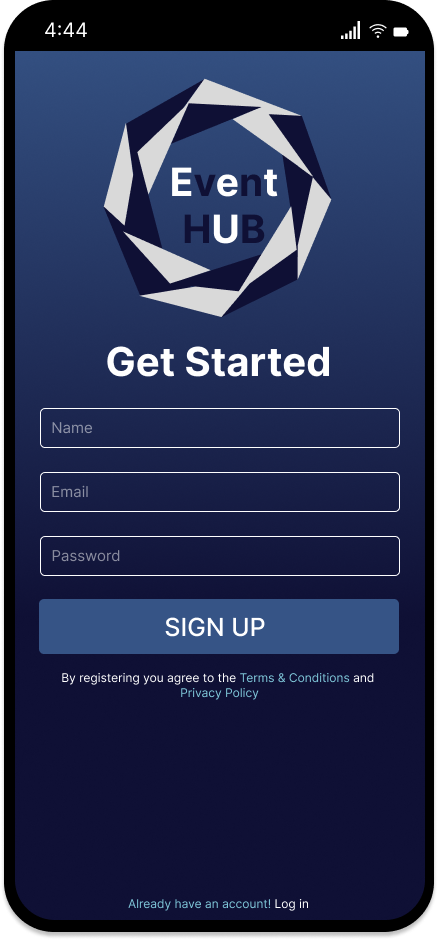 4:44
Event
HUB
Get Started
Name
Email
Password
SIGN UP
By registering you agree to the Terms & Conditions and
Privacy Policy
Already have an account! Log in